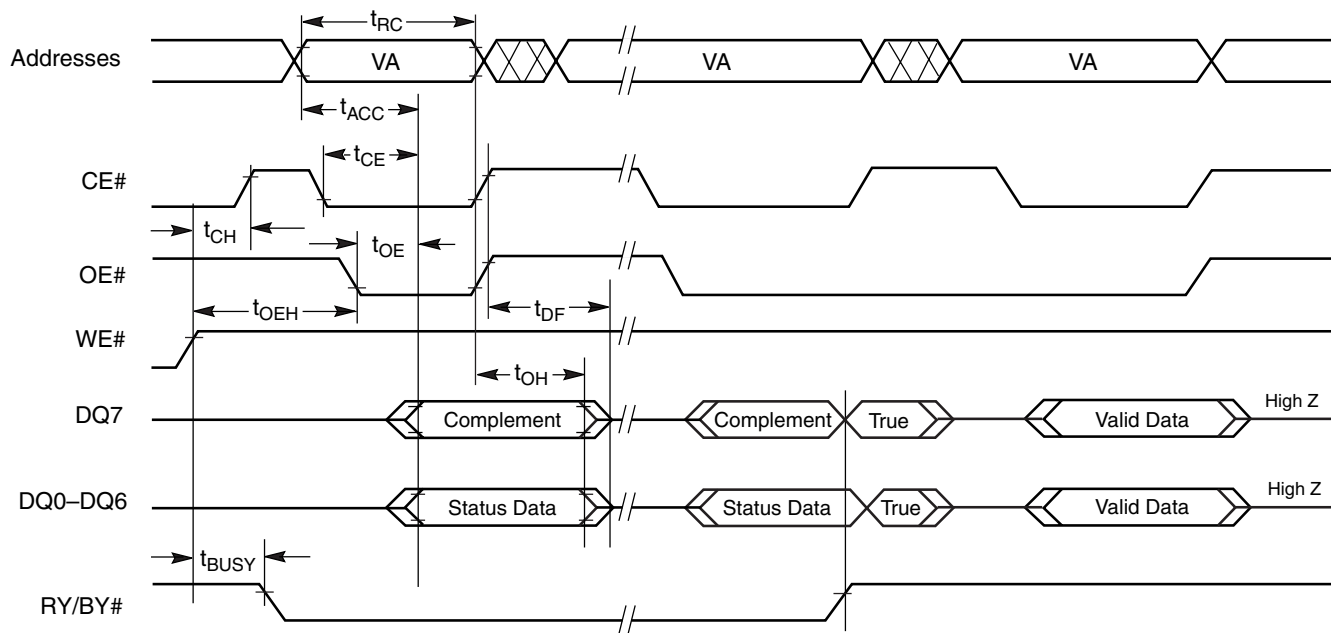 tRC
Addresses VA VA VA
tACC
tCE
CE#
tCH tOE
OE#
tOEH tDF
WE#
tOH
DQ7 Complement Complement True Valid Data High Z
DQ0–DQ6 Status Data Status Data True Valid Data High Z
tBUSY
RY/BY#